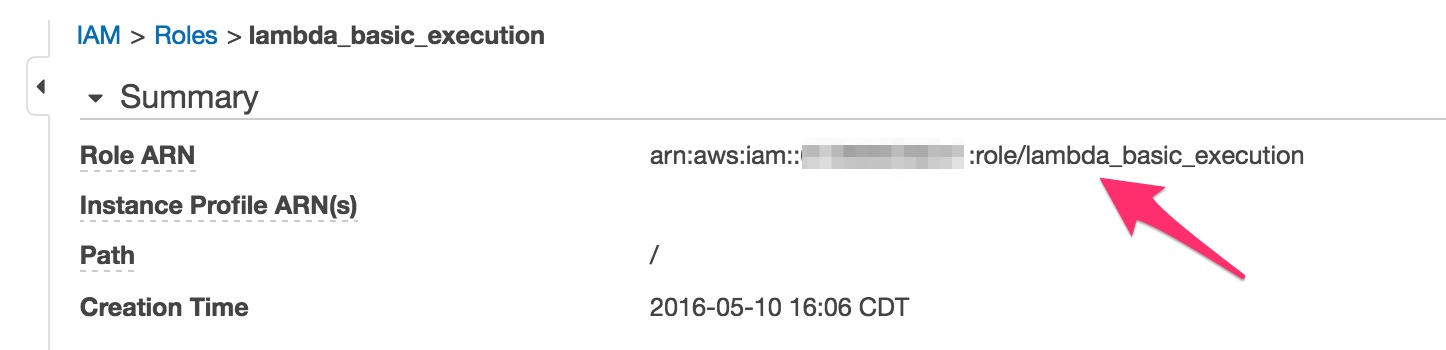 IAM > Roles > lambda_basic_execution
Summary
Role ARN arn:aws:iam:: :role/lambda_basic_execution
Instance Profile ARN(s)
Path /
Creation Time 2016-05-10 16:06 CDT